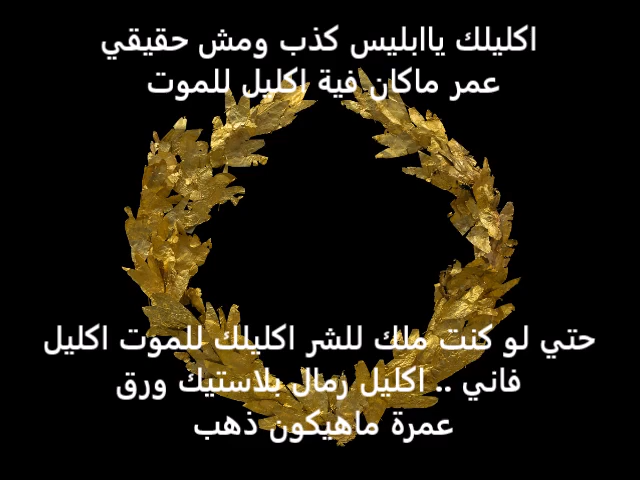 اكليلك ياابليس كذب ومش حقيقي
عمر ماكان فية اكليل للموت
حتي لو كنت ملك للشر اكليلك للموت اكليل
فاني .. اكليل رمال بلاستيك ورق
عمرة ماهيكون ذهب